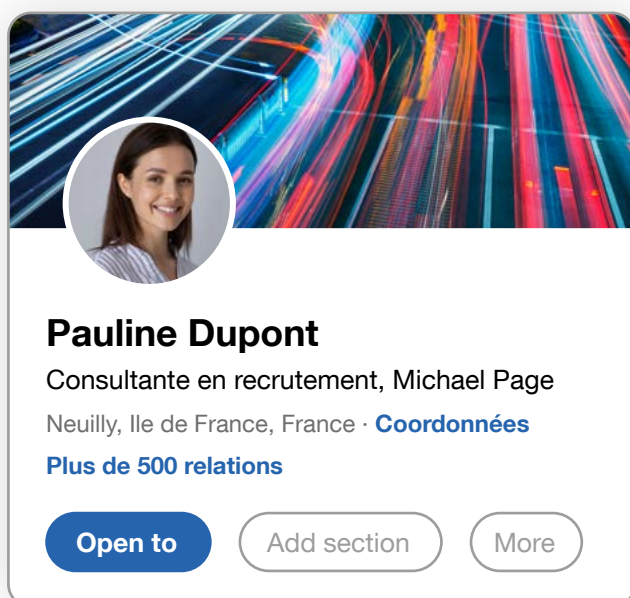 Pauline Dupont
Consultante en recrutement, Michael Page
Neuilly, Ile de France, France · Coordonnées
Plus de 500 relations
Open to Add section More